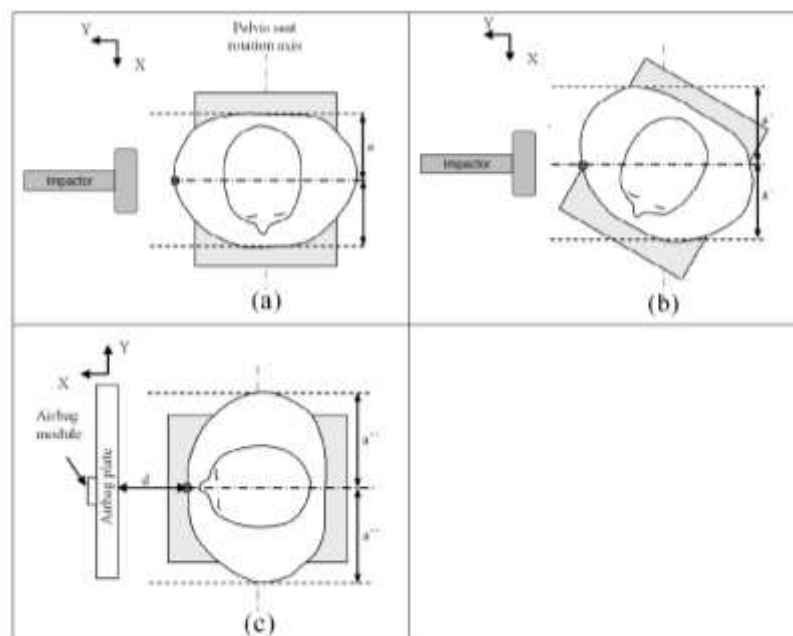 Pelvis seat
rotation axis
Y
X
Impactor
a
(a)
Y
X
Impactor
a'
a'
(b)
Y
X
Airbag
module
Airbag plate
d
a''
a''
(c)